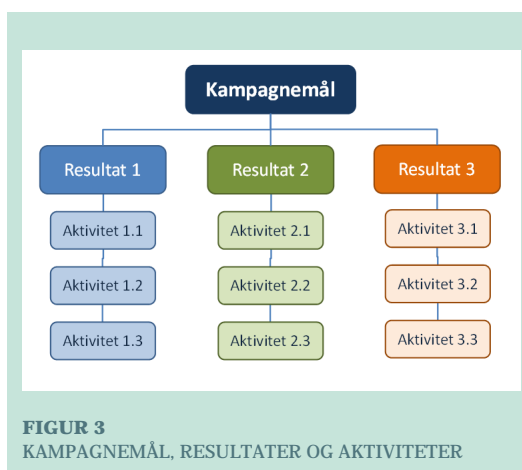 Kampagnemål
Resultat 1
Resultat 2
Resultat 3
Aktivitet 1.1
Aktivitet 2.1
Aktivitet 3.1
Aktivitet 1.2
Aktivitet 2.2
Aktivitet 3.2
Aktivitet 1.3
Aktivitet 2.3
Aktivitet 3.3
FIGUR 3
KAMPAGNEMÅL, RESULTATER OG AKTIVITETER